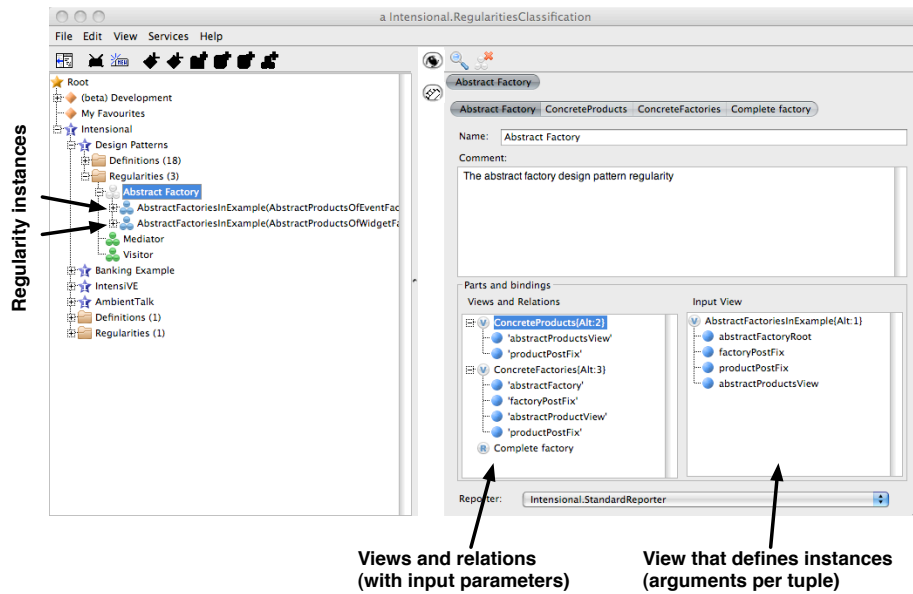 a Intensional.RegularitiesClassification
File Edit View Services Help
Root
(beta) Development
My Favourites
Intensional
Design Patterns
Definitions (18)
Regularities (3)
Abstract Factory
AbstractFactoriesInExample(AbstractProductsOfEventFac
AbstractFactoriesInExample(AbstractProductsOfWidgetFa
Mediator
Visitor
Banking Example
IntensiVE
AmbientTalk
Definitions (1)
Regularities (1)
Regularity instances
Abstract Factory
Abstract Factory ConcreteProducts ConcreteFactories Complete factory
Name: Abstract Factory
Comment:
The abstract factory design pattern regularity
Parts and bindings
Views and Relations
ConcreteProducts{Alt:2}
'abstractProductsView'
'productPostFix'
ConcreteFactories{Alt:3}
'abstractFactory'
'factoryPostFix'
'abstractProductView'
'productPostFix'
Complete factory
Input View
AbstractFactoriesInExample{Alt:1}
abstractFactoryRoot
factoryPostFix
productPostFix
abstractProductsView
Reporter: Intensional.StandardReporter
Views and relations
(with input parameters)
View that defines instances
(arguments per tuple)